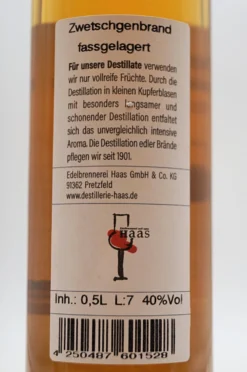 Zwetschgenbrand
fassgelagert
Für unsere Destillate verwenden
wir nur vollreife Früchte. Durch die
Destillation in kleinen Kupferblasen
mit besonders langsamer und
schonender Destillation entfaltet
sich das unvergleichlich intensive
Aroma. Die Destillation edler Brände
pflegen wir seit 1901.
Edelbrennerei Haas GmbH & Co. KG
91362 Pretzfeld
www.destillerie-haas.de
Haas
Inh.: 0,5L L:7 40%Vol
4 250487 601528